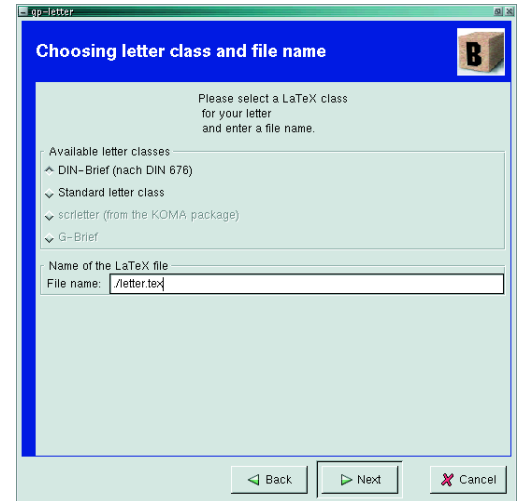 gp-letter
Choosing letter class and file name
B
Please select a LaTeX class
for your letter
and enter a file name.
Available letter classes
DIN-Brief (nach DIN 676)
Standard letter class
scrletter (from the KOMA package)
G-Brief
Name of the LaTeX file
File name: ./letter.tex
Back Next Cancel